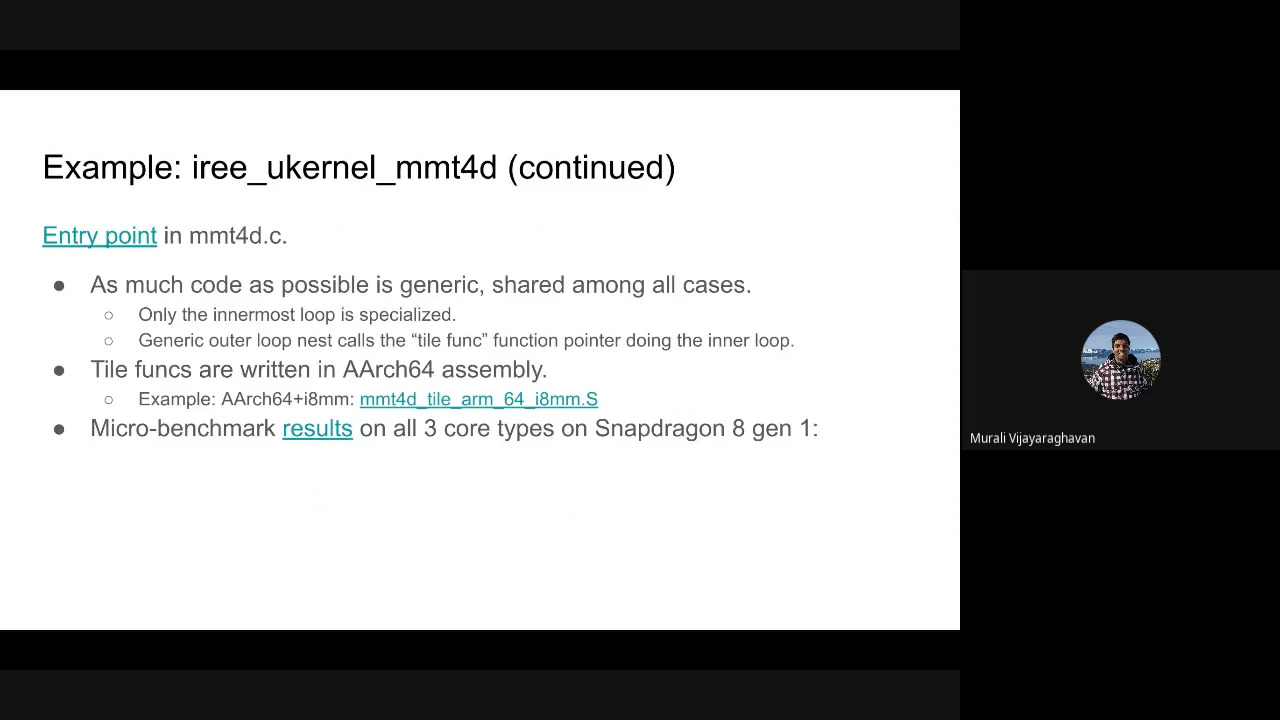 Example: iree_ukernel_mmt4d (continued)
Entry point in mmt4d.c.
● As much code as possible is generic, shared among all cases.
○ Only the innermost loop is specialized.
○ Generic outer loop nest calls the “tile func” function pointer doing the inner loop.
● Tile funcs are written in AArch64 assembly.
○ Example: AArch64+i8mm: mmt4d_tile_arm_64_i8mm.S
● Micro-benchmark results on all 3 core types on Snapdragon 8 gen 1:
Murali Vijayaraghavan